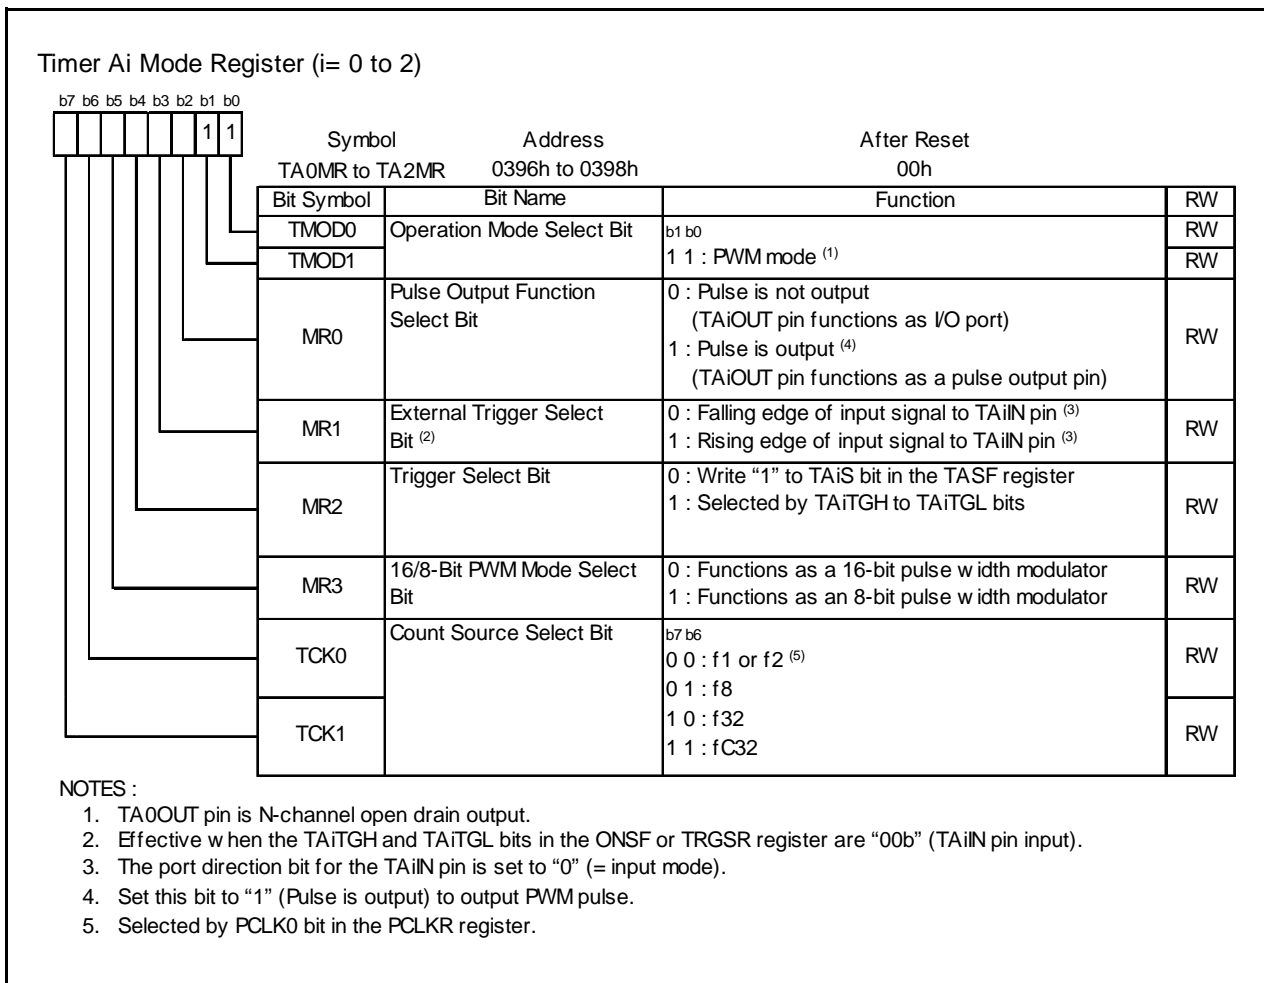 Timer Ai Mode Register (i= 0 to 2)
b7 b6 b5 b4 b3 b2 b1 b0
1 1
Symbol Address After Reset
TA0MR to TA2MR 0396h to 0398h 00h
Bit Symbol Bit Name Function RW
TMOD0 Operation Mode Select Bit b1 b0 RW
TMOD1 1 1 : PWM mode (1) RW
Pulse Output Function 0 : Pulse is not output
Select Bit (TAiOUT pin functions as I/O port)
MR0 1 : Pulse is output (4) RW
(TAiOUT pin functions as a pulse output pin)
External Trigger Select 0 : Falling edge of input signal to TAiIN pin (3)
MR1 Bit (2) 1 : Rising edge of input signal to TAiIN pin (3) RW
Trigger Select Bit 0 : Write “1” to TAiS bit in the TASF register
MR2 1 : Selected by TAiTGH to TAiTGL bits RW
16/8-Bit PWM Mode Select 0 : Functions as a 16-bit pulse width modulator
MR3 Bit 1 : Functions as an 8-bit pulse width modulator RW
Count Source Select Bit b7 b6
TCK0 0 0 : f1 or f2 (5) RW
0 1 : f8
1 0 : f32
TCK1 1 1 : fC32 RW
NOTES :
1. TA0OUT pin is N-channel open drain output.
2. Effective when the TAiTGH and TAiTGL bits in the ONSF or TRGSR register are “00b” (TAiIN pin input).
3. The port direction bit for the TAiIN pin is set to “0” (= input mode).
4. Set this bit to “1” (Pulse is output) to output PWM pulse.
5. Selected by PCLK0 bit in the PCLKR register.